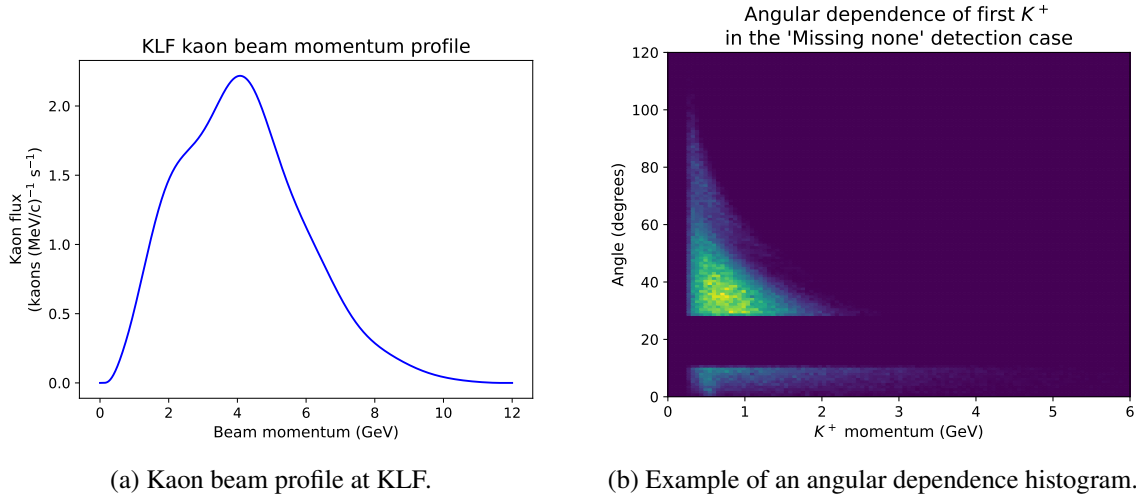 KLF kaon beam momentum profile
Kaon flux
(kaons (MeV/c)⁻¹ s⁻¹)
2.0
1.5
1.0
0.5
0.0
0 2 4 6 8 10 12
Beam momentum (GeV)
(a) Kaon beam profile at KLF.
Angular dependence of first K⁺
in the 'Missing none' detection case
Angle (degrees)
120
100
80
60
40
20
0
0 1 2 3 4 5 6
K⁺ momentum (GeV)
(b) Example of an angular dependence histogram.